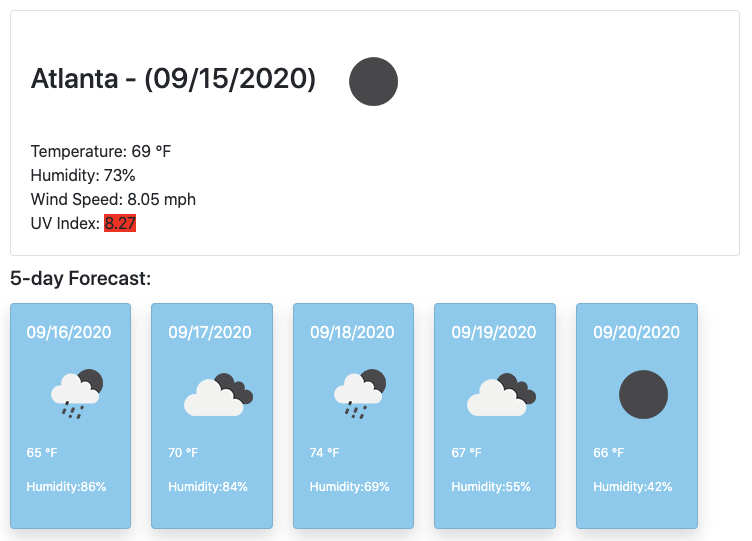 Atlanta - (09/15/2020)
Temperature: 69 °F
Humidity: 73%
Wind Speed: 8.05 mph
UV Index: 8.27
5-day Forecast:
09/16/2020
65 °F
Humidity:86%
09/17/2020
70 °F
Humidity:84%
09/18/2020
74 °F
Humidity:69%
09/19/2020
67 °F
Humidity:55%
09/20/2020
66 °F
Humidity:42%